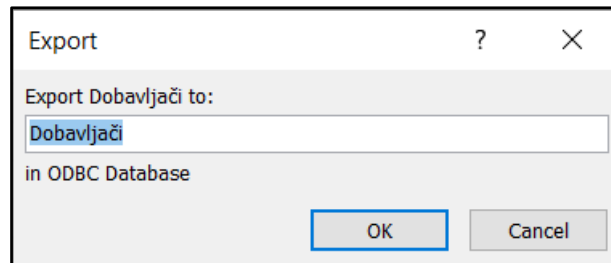 Export ?
Export Dobavljači to:
Dobavljači
in ODBC Database
OK Cancel